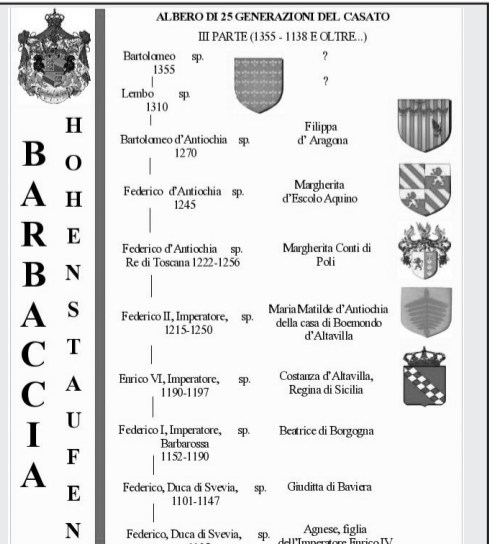 BARBACCIA
HOHENSTAUFEN
ALBERO DI 25 GENERAZIONI DEL CASATO
III PARTE (1355 - 1138 E OLTRE...)
Bartolomeo sp. ?
1355
Lembo sp. ?
1310
Bartolomeo d'Antiochia sp. Filippa
1270 d' Aragona
Federico d'Antiochia sp. Margherita
1245 d'Escolo Aquino
Federico d'Antiochia sp. Margherita Conti di
Re di Toscana 1222-1256 Poli
Federico II, Imperatore, sp. Maria Matilde d'Antiochia
1215-1250 della casa di Boemondo
d'Altavilla
Enrico VI, Imperatore, sp. Costanza d'Altavilla,
1190-1197 Regina di Sicilia
Federico I, Imperatore, sp. Beatrice di Borgogna
Barbarossa
1152-1190
Federico, Duca di Svevia, sp. Giuditta di Baviera
1101-1147
Federico, Duca di Svevia, sp. Agnese, figlia
dell'Imperatore Enrico IV